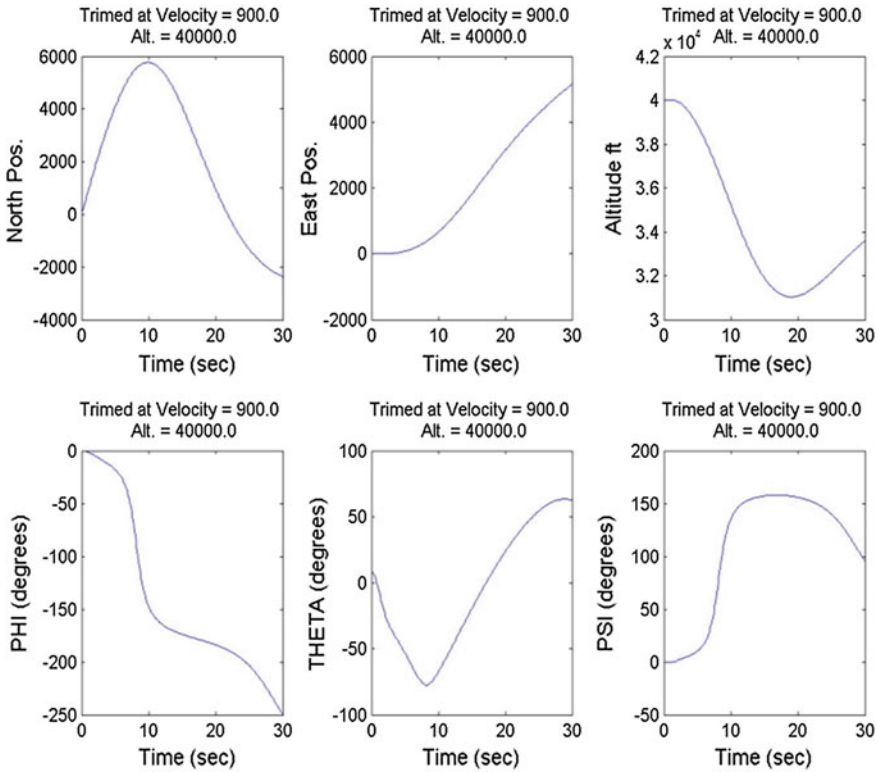 Trimed at Velocity = 900.0
Alt. = 40000.0
6000
4000
2000
0
-2000
-4000
North Pos.
0
10
20
30
Time (sec)
Trimed at Velocity = 900.0
Alt. = 40000.0
6000
4000
2000
0
-2000
East Pos.
0
10
20
30
Time (sec)
Trimed at Velocity = 900.0
Alt. = 40000.0
x 10^4
4.2
4
3.8
3.6
3.4
3.2
3
Altitude ft
0
10
20
30
Time (sec)
Trimed at Velocity = 900.0
Alt. = 40000.0
0
-50
-100
-150
-200
-250
PHI (degrees)
0
10
20
30
Time (sec)
Trimed at Velocity = 900.0
Alt. = 40000.0
100
50
0
-50
-100
THETA (degrees)
0
10
20
30
Time (sec)
Trimed at Velocity = 900.0
Alt. = 40000.0
200
150
100
50
0
-50
PSI (degrees)
0
10
20
30
Time (sec)